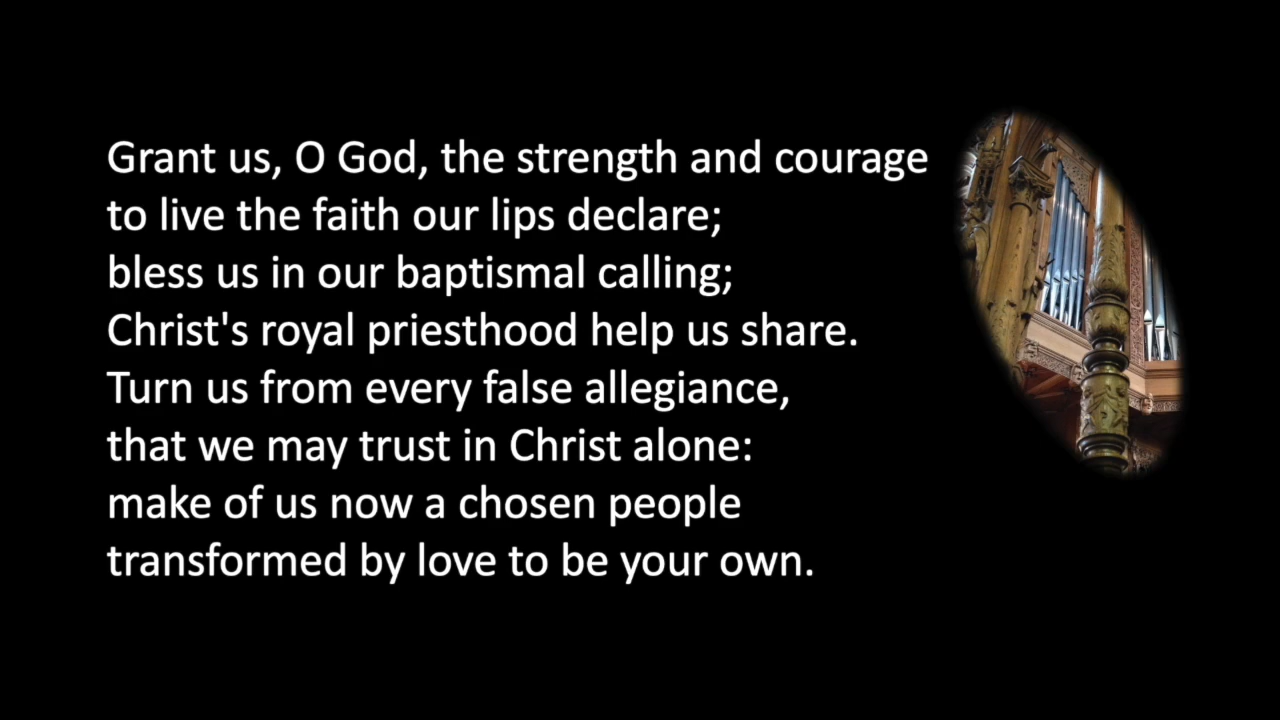 Grant us, O God, the strength and courage
to live the faith our lips declare;
bless us in our baptismal calling;
Christ's royal priesthood help us share.
Turn us from every false allegiance,
that we may trust in Christ alone:
make of us now a chosen people
transformed by love to be your own.